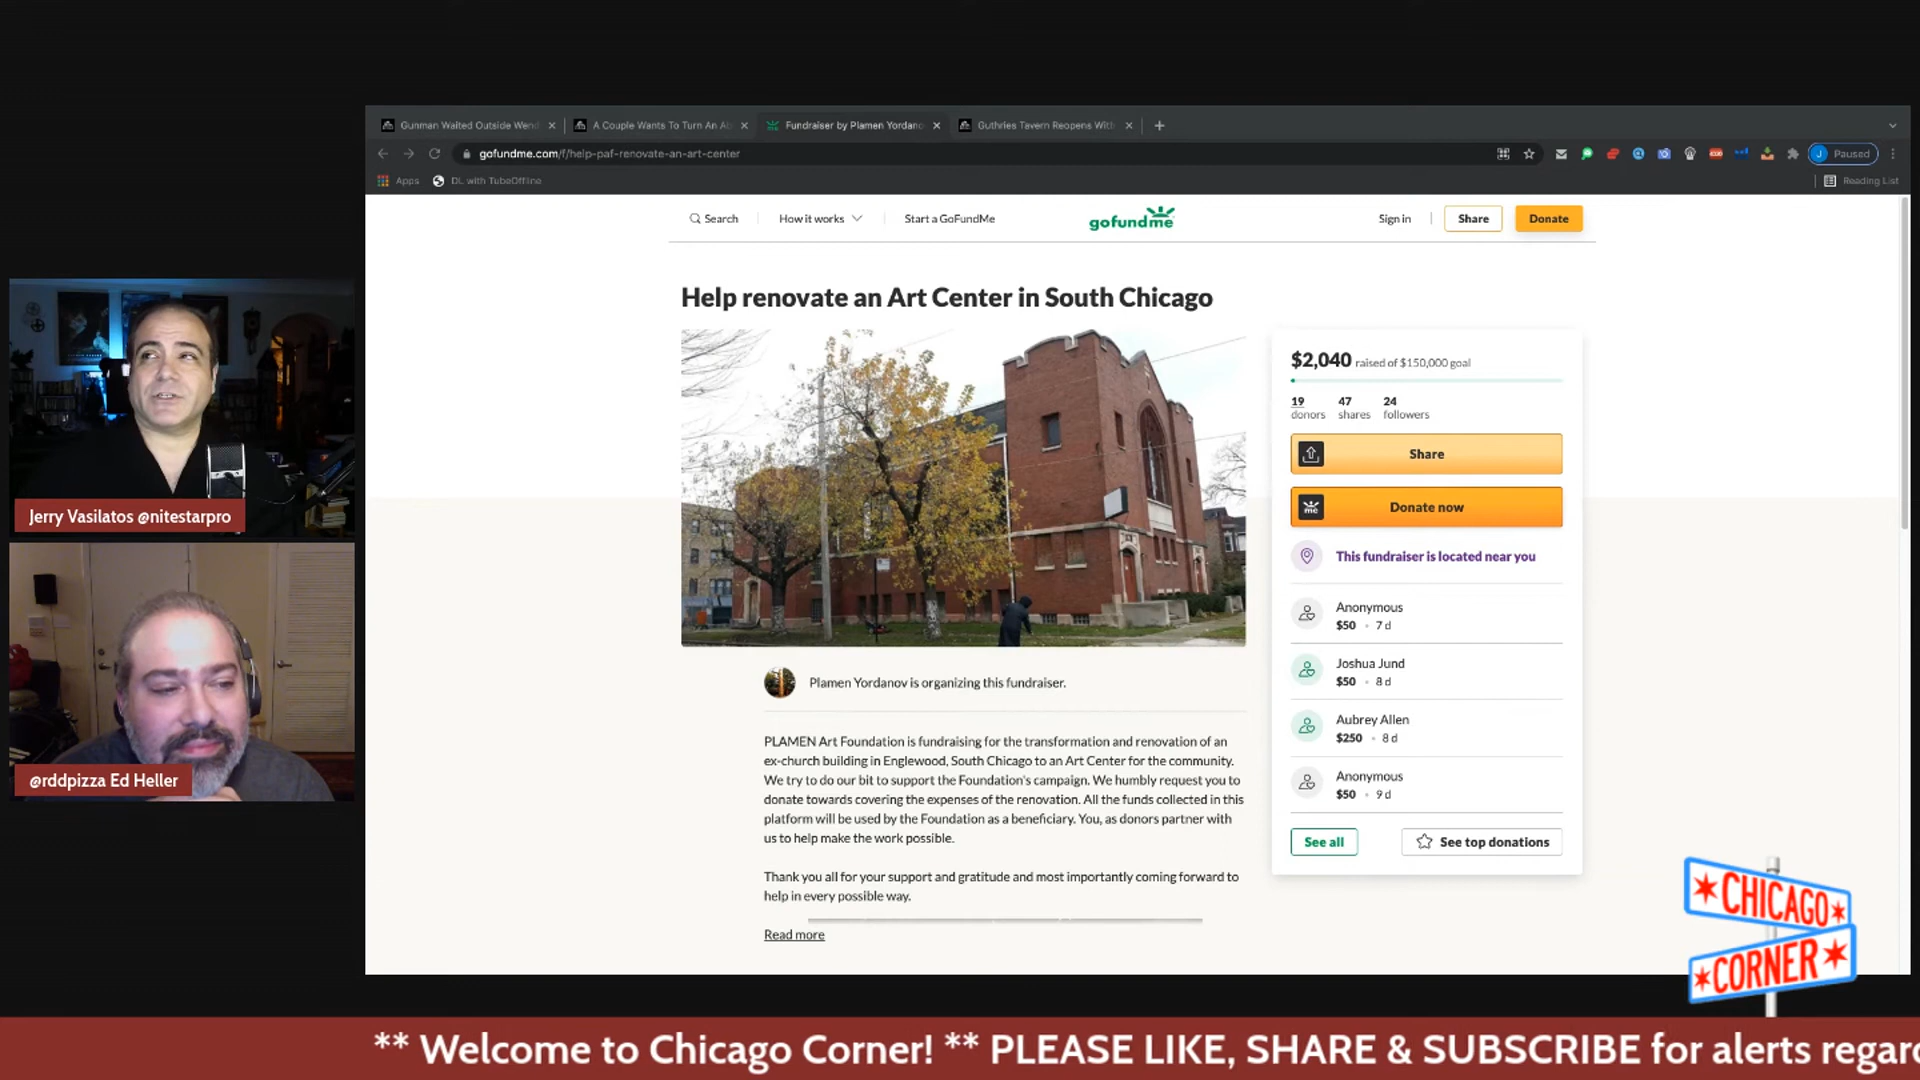 Gunman Waited Outside Wend
A Couple Wants To Turn An Ab
Fundraiser by Plamen Yordano
Guthries Tavern Reopens With
gofundme.com/f/help-paf-renovate-an-art-center
J Paused
Apps
DL with TubeOffline
Reading List
Search
How it works
Start a GoFundMe
gofundme
Sign in
Share
Donate
Help renovate an Art Center in South Chicago
$2,040 raised of $150,000 goal
19 donors
47 shares
24 followers
Share
me
Donate now
This fundraiser is located near you
Anonymous
$50 • 7 d
Joshua Jund
$50 • 8 d
Aubrey Allen
$250 • 8 d
Anonymous
$50 • 9 d
See all
See top donations
Plamen Yordanov is organizing this fundraiser.
PLAMEN Art Foundation is fundraising for the transformation and renovation of an
ex-church building in Englewood, South Chicago to an Art Center for the community.
We try to do our bit to support the Foundation's campaign. We humbly request you to
donate towards covering the expenses of the renovation. All the funds collected in this
platform will be used by the Foundation as a beneficiary. You, as donors partner with
us to help make the work possible.
Thank you all for your support and gratitude and most importantly coming forward to
help in every possible way.
Read more
Jerry Vasilatos @nitestarpro
@rddpizza Ed Heller
CHICAGO
CORNER
** Welcome to Chicago Corner! ** PLEASE LIKE, SHARE & SUBSCRIBE for alerts regard